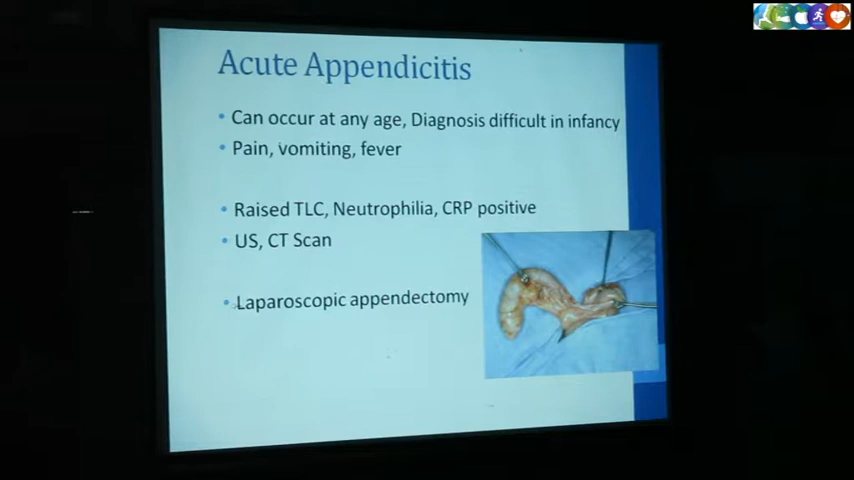 Acute Appendicitis
• Can occur at any age, Diagnosis difficult in infancy
• Pain, vomiting, fever
• Raised TLC, Neutrophilia, CRP positive
• US, CT Scan
• Laparoscopic appendectomy